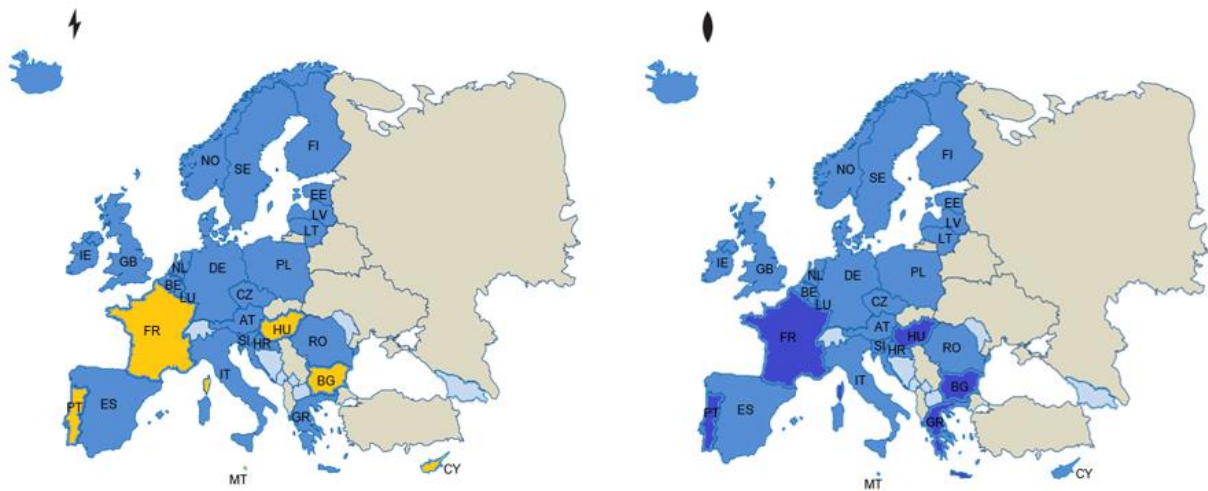 NO
SE
FI
EE
LV
LT
IE
GB
NL
DE
PL
BE
LU
CZ
AT
HU
FR
SI
HR
RO
IT
BG
PT
ES
GR
MT
CY
NO
SE
FI
EE
LV
LT
IE
GB
NL
DE
PL
BE
LU
CZ
AT
HU
FR
SI
HR
RO
IT
BG
PT
ES
GR
MT
CY